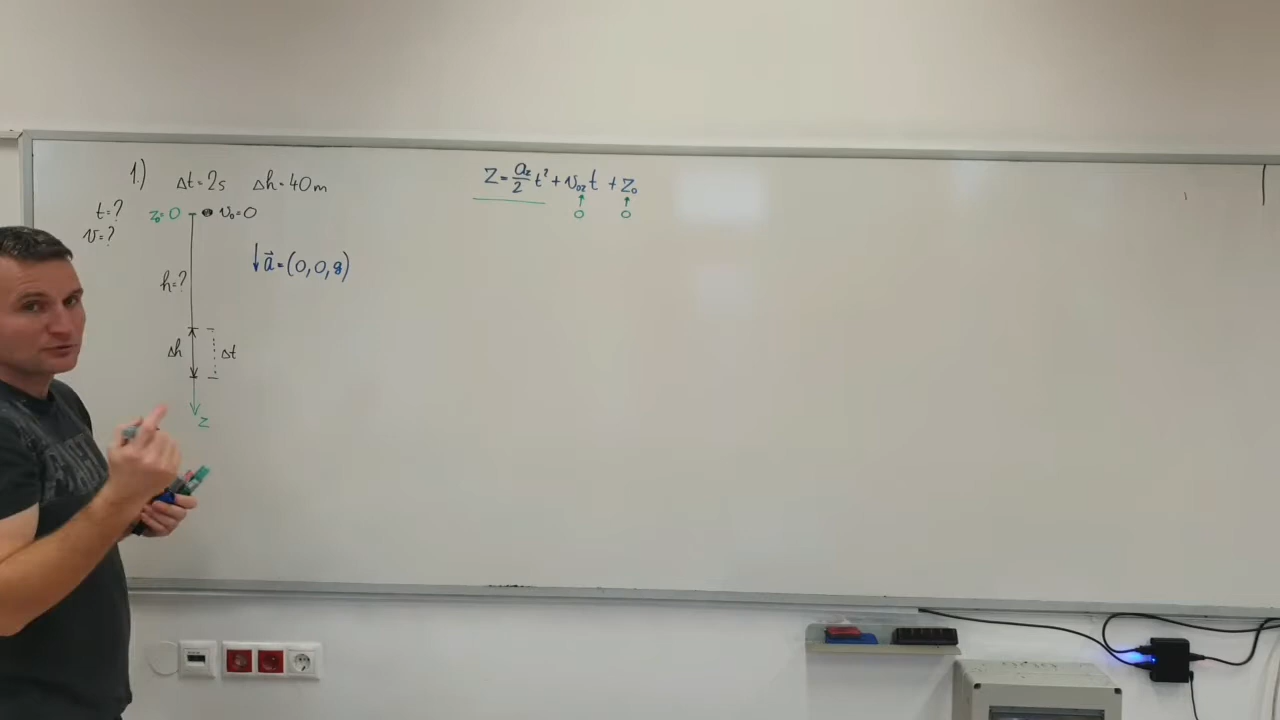 1.) Δt=2s Δh=40m
t=?
v=?
z₀=0 v₀=0
h=?
↓a⃗=(0,0,g)
Δh Δt
z
z=a_z/2 t²+v₀z t+z₀
↑ ↑
0 0